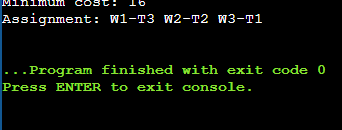 Minimum cost: 16
Assignment: W1-T3 W2-T2 W3-T1
...Program finished with exit code 0
Press ENTER to exit console.